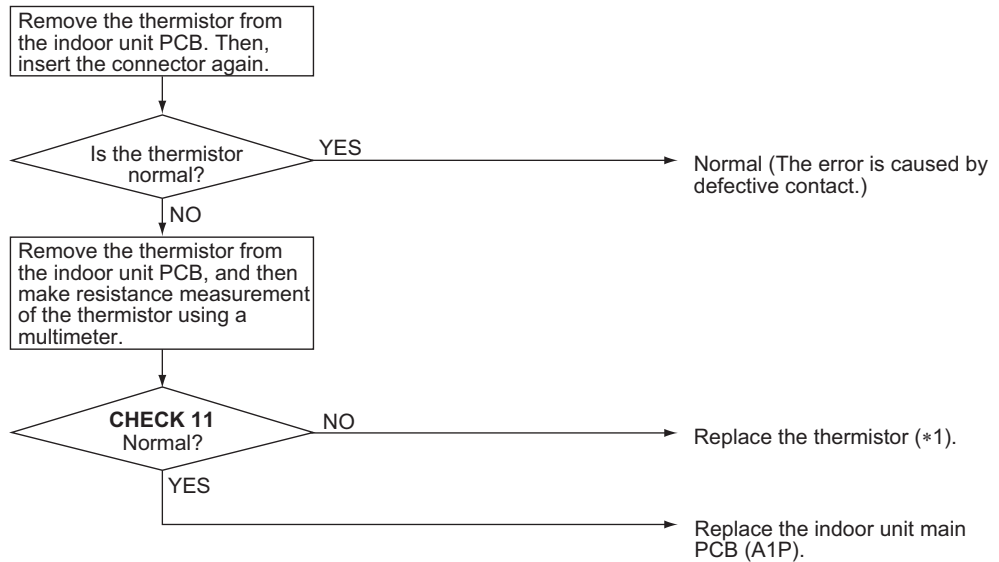 Remove the thermistor from
the indoor unit PCB. Then,
insert the connector again.
Is the thermistor
normal?
YES
Normal (The error is caused by
defective contact.)
NO
Remove the thermistor from
the indoor unit PCB, and then
make resistance measurement
of the thermistor using a
multimeter.
CHECK 11
Normal?
NO
Replace the thermistor (∗1).
YES
Replace the indoor unit main
PCB (A1P).